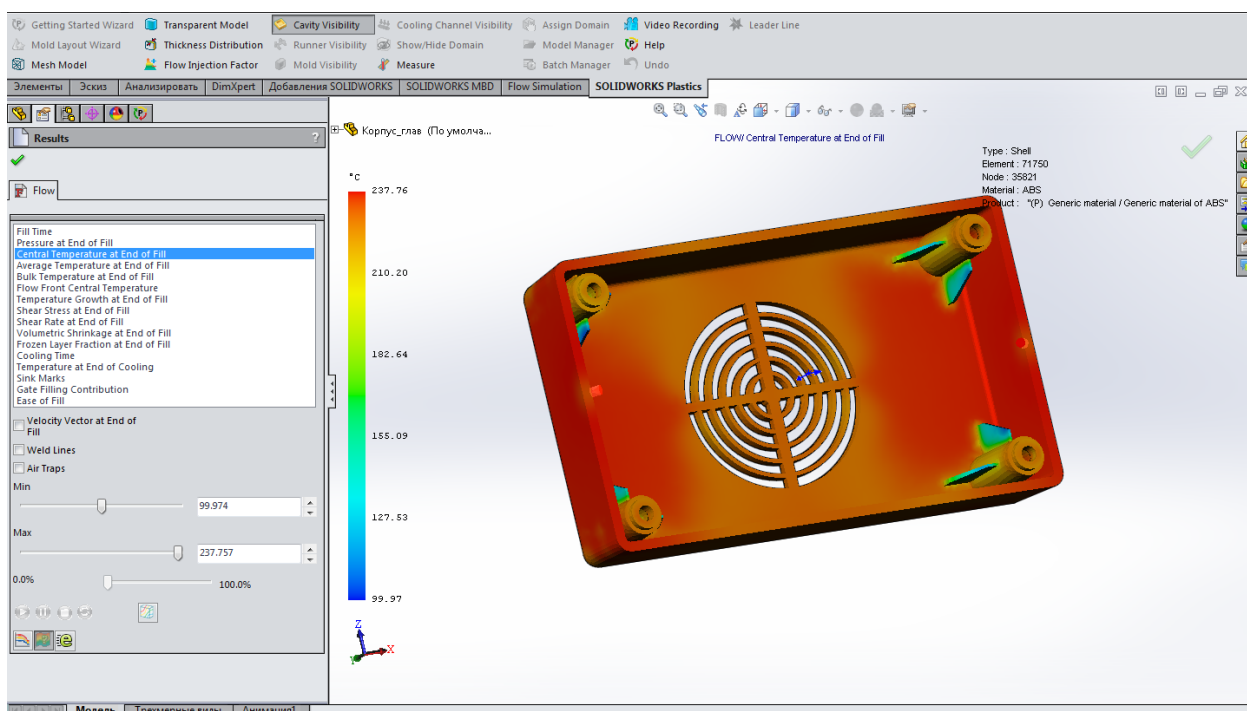 Getting Started Wizard Transparent Model Cavity Visibility Cooling Channel Visibility Assign Domain Video Recording Leader Line
Mold Layout Wizard Thickness Distribution Runner Visibility Show/Hide Domain Model Manager Help
Mesh Model Flow Injection Factor Mold Visibility Measure Batch Manager Undo
Элементы Эскиз Анализировать DimXpert Добавления SOLIDWORKS SOLIDWORKS MBD Flow Simulation SOLIDWORKS Plastics
Results ?
Flow
Fill Time
Pressure at End of Fill
Central Temperature at End of Fill
Average Temperature at End of Fill
Bulk Temperature at End of Fill
Flow Front Central Temperature
Temperature Growth at End of Fill
Shear Stress at End of Fill
Shear Rate at End of Fill
Volumetric Shrinkage at End of Fill
Frozen Layer Fraction at End of Fill
Cooling Time
Temperature at End of Cooling
Sink Marks
Gate Filling Contribution
Ease of Fill
Velocity Vector at End of
Fill
Weld Lines
Air Traps
Min
99.974
Max
237.757
0.0% 100.0%
Корпус_глав (По умолча...
FLOW/ Central Temperature at End of Fill
Type : Shell
Element : 71750
Node : 35821
Material : ABS
Product : "(P) Generic material / Generic material of ABS"
°C
237.76
210.20
182.64
155.09
127.53
99.97
Z
X
Y
Модель Трехмерные виды Анимация1